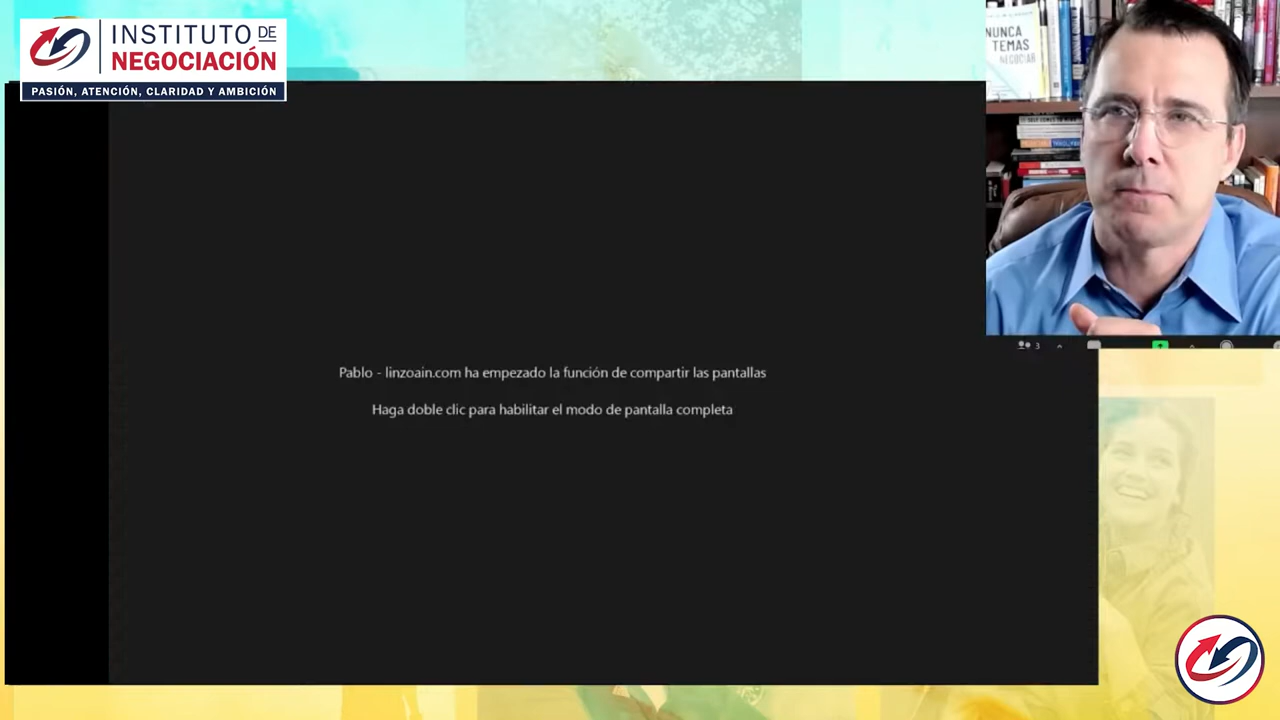 INSTITUTO DE
NEGOCIACIÓN
PASIÓN, ATENCIÓN, CLARIDAD Y AMBICIÓN
NUNCA
TEMAS
NEGOCIAR
Pablo - linzoain.com ha empezado la función de compartir las pantallas
Haga doble clic para habilitar el modo de pantalla completa
3